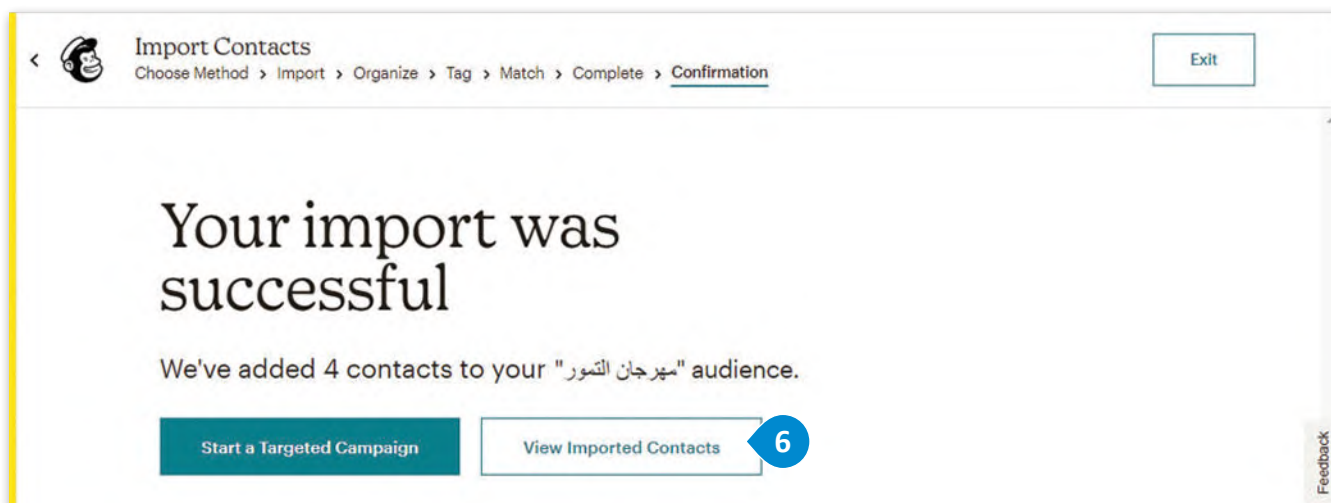 Import Contacts
Exit
Choose Method > Import > Organize > Tag > Match > Complete > Confirmation
Your import was
successful
We've added 4 contacts to your "مهرجان التمور" audience.
Start a Targeted Campaign
View Imported Contacts
6
Feedback